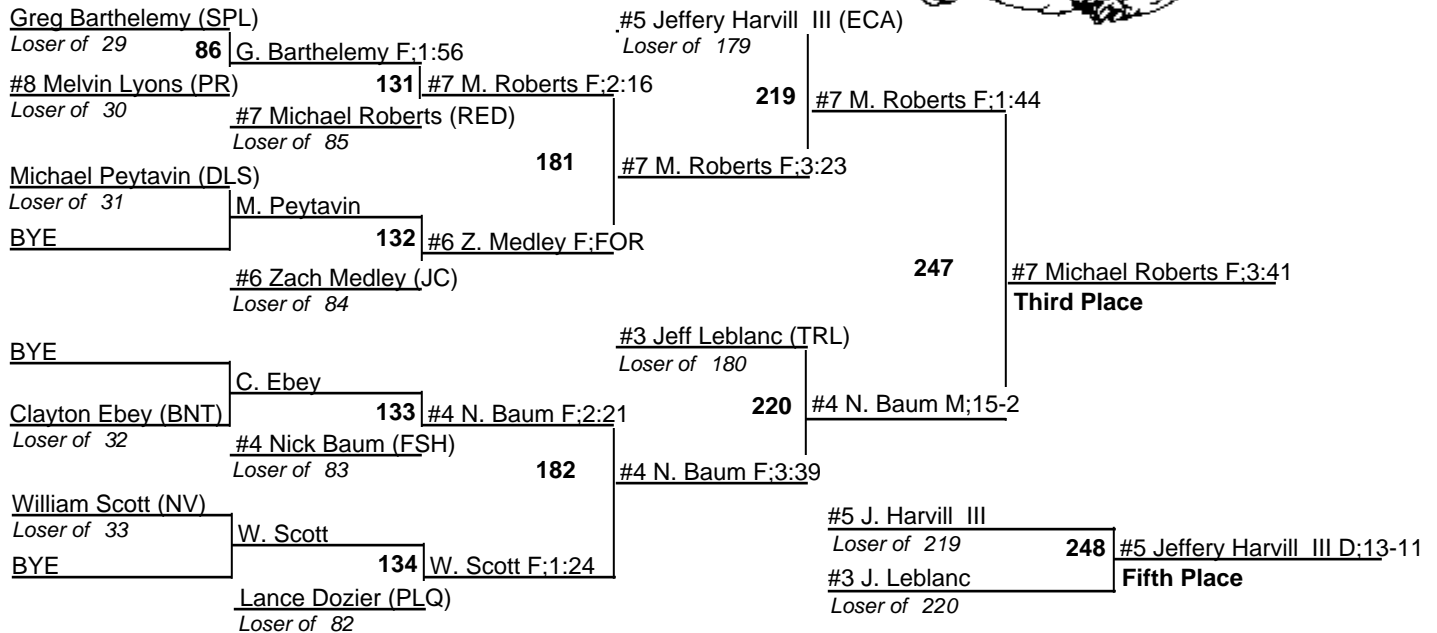 Greg Barthelemy (SPL)
Loser of 29
86
G. Barthelemy F;1:56
#8 Melvin Lyons (PR)
Loser of 30
131
#7 M. Roberts F;2:16
#7 Michael Roberts (RED)
Loser of 85
181
#7 M. Roberts F;3:23
Michael Peytavin (DLS)
Loser of 31
M. Peytavin
BYE
132
#6 Z. Medley F;FOR
#6 Zach Medley (JC)
Loser of 84
#5 Jeffery Harvill III (ECA)
Loser of 179
219
#7 M. Roberts F;1:44
247
#7 Michael Roberts F;3:41
Third Place
BYE
C. Ebey
Clayton Ebey (BNT)
Loser of 32
133
#4 N. Baum F;2:21
#4 Nick Baum (FSH)
Loser of 83
182
#4 N. Baum F;3:39
#3 Jeff Leblanc (TRL)
Loser of 180
220
#4 N. Baum M;15-2
William Scott (NV)
Loser of 33
W. Scott
BYE
134
W. Scott F;1:24
Lance Dozier (PLQ)
Loser of 82
#5 J. Harvill III
Loser of 219
248
#5 Jeffery Harvill III D;13-11
#3 J. Leblanc
Fifth Place
Loser of 220